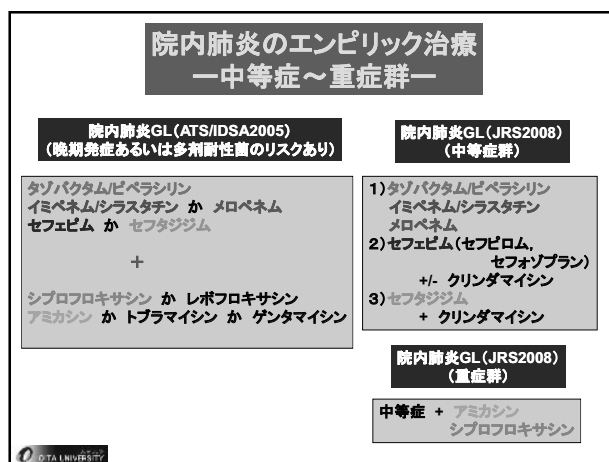 院内肺炎のエンピリック治療
ー中等症～重症群ー
院内肺炎GL(ATS/IDSA2005)
(晩期発症あるいは多剤耐性菌のリスクあり)
タゾバクタム/ピペラシリン
イミペネム/シラスタチン か メロペネム
セフェピム か セフタジジム
+
シプロフロキサシン か レボフロキサシン
アミカシン か トブラマイシン か ゲンタマイシン
院内肺炎GL(JRS2008)
(中等症群)
1)タゾバクタム/ピペラシリン
イミペネム/シラスタチン
メロペネム
2)セフェピム(セフピロム,
セフォゾプラン)
+/- クリンダマイシン
3)セフタジジム
+ クリンダマイシン
院内肺炎GL(JRS2008)
(重症群)
中等症 + アミカシン
シプロフロキサシン
OITA UNIVERSITY